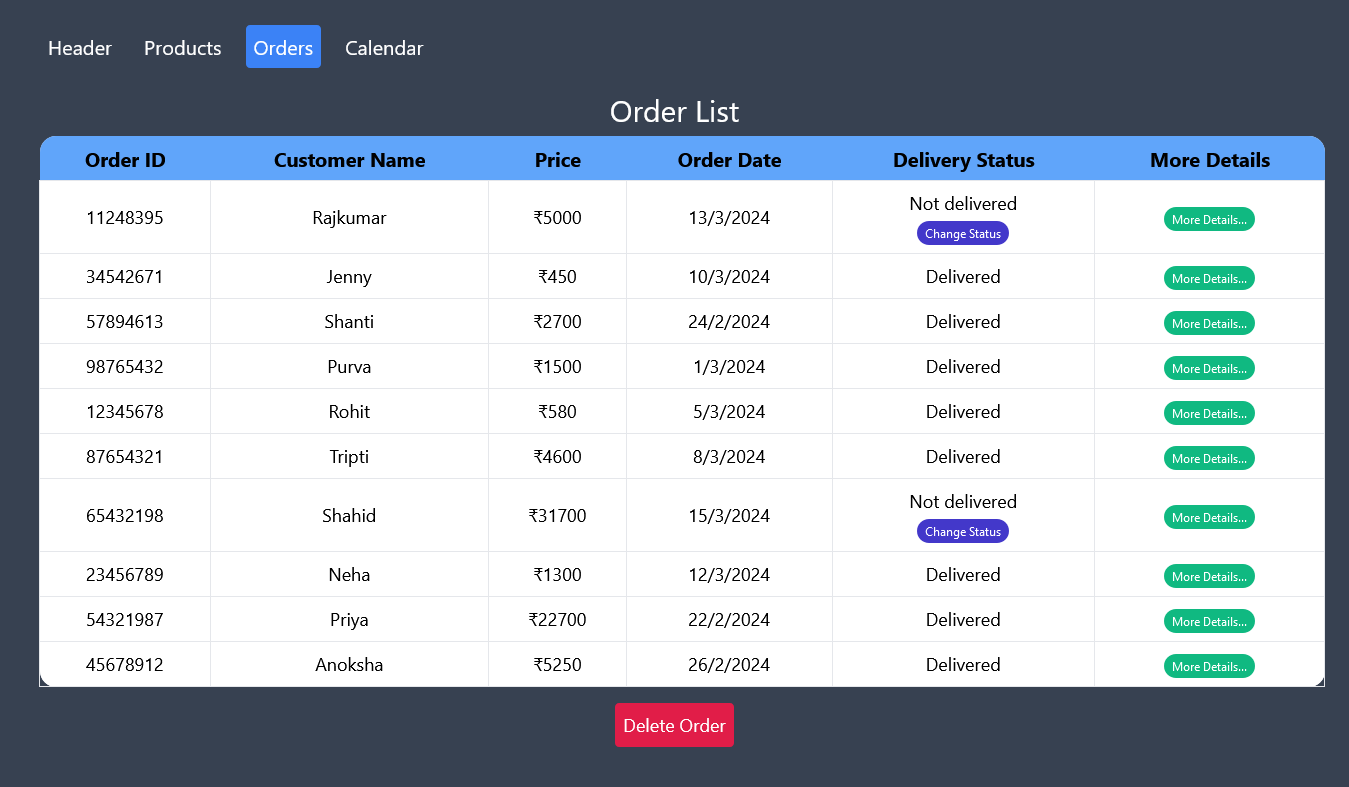 Header Products Orders Calendar
Order List
Order ID Customer Name Price Order Date Delivery Status More Details
11248395 Rajkumar ₹5000 13/3/2024 Not delivered More Details...
Change Status
34542671 Jenny ₹450 10/3/2024 Delivered More Details...
57894613 Shanti ₹2700 24/2/2024 Delivered More Details...
98765432 Purva ₹1500 1/3/2024 Delivered More Details...
12345678 Rohit ₹580 5/3/2024 Delivered More Details...
87654321 Tripti ₹4600 8/3/2024 Delivered More Details...
65432198 Shahid ₹31700 15/3/2024 Not delivered More Details...
Change Status
23456789 Neha ₹1300 12/3/2024 Delivered More Details...
54321987 Priya ₹22700 22/2/2024 Delivered More Details...
45678912 Anoksha ₹5250 26/2/2024 Delivered More Details...
Delete Order